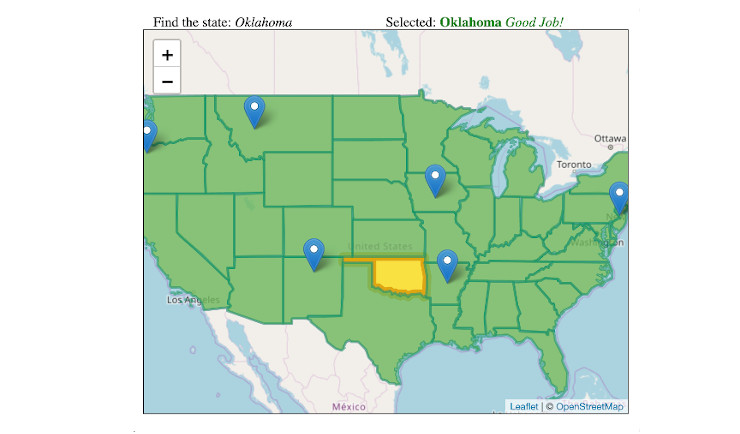 Find the state: Oklahoma
Selected: Oklahoma Good Job!
+
−
Ottawa
Toronto
United States
Washington
Los Angeles
México
Leaflet | © OpenStreetMap